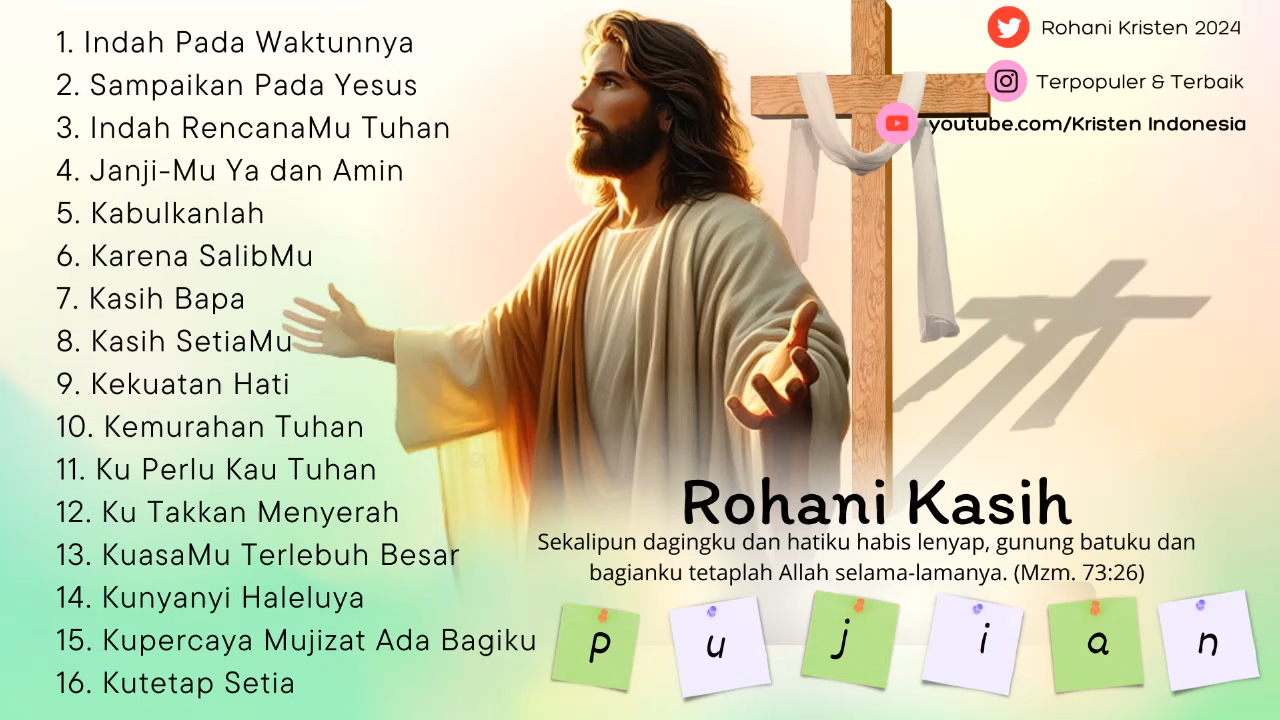 1. Indah Pada Waktunnya
2. Sampaikan Pada Yesus
3. Indah RencanaMu Tuhan
4. Janji-Mu Ya dan Amin
5. Kabulkanlah
6. Karena SalibMu
7. Kasih Bapa
8. Kasih SetiaMu
9. Kekuatan Hati
10. Kemurahan Tuhan
11. Ku Perlu Kau Tuhan
12. Ku Takkan Menyerah
13. KuasaMu Terlebuh Besar
14. Kunyanyi Haleluya
15. Kupercaya Mujizat Ada Bagiku
16. Kutetap Setia
Rohani Kristen 2024
Terpopuler & Terbaik
youtube.com/Kristen Indonesia
Rohani Kasih
Sekalipun dagingku dan hatiku habis lenyap, gunung batuku dan
bagianku tetaplah Allah selama-lamanya. (Mzm. 73:26)
p u j i a n